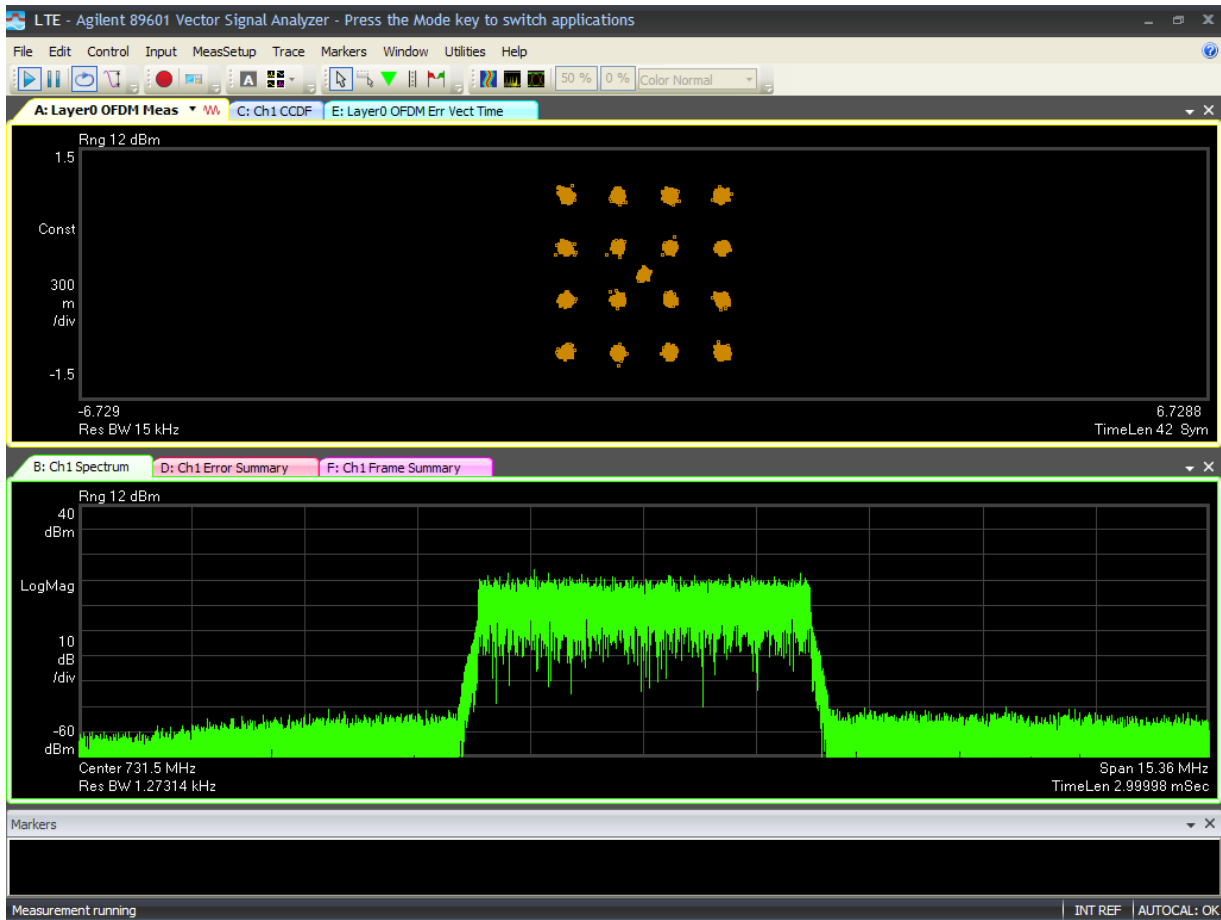 LTE - Agilent 89601 Vector Signal Analyzer - Press the Mode key to switch applications
File Edit Control Input MeasSetup Trace Markers Window Utilities Help
A 50 % 0 % Color Normal
A: Layer0 OFDM Meas C: Ch1 CCDF E: Layer0 OFDM Err Vect Time
Rng 12 dBm
1.5
Const
300
m
/div
-1.5
-6.729 6.7288
Res BW 15 kHz TimeLen 42 Sym
B: Ch1 Spectrum D: Ch1 Error Summary F: Ch1 Frame Summary
Rng 12 dBm
40
dBm
LogMag
10
dB
/div
-60
dBm
Center 731.5 MHz Span 15.36 MHz
Res BW 1.27314 kHz TimeLen 2.99998 mSec
Markers
Measurement running INT REF AUTOCAL: OK